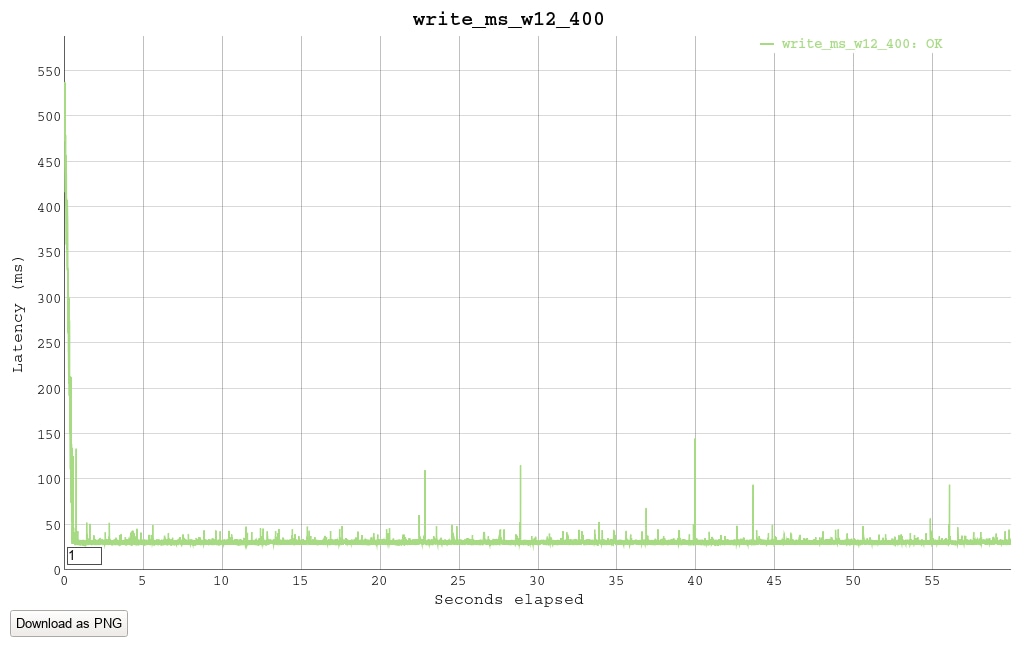 write_ms_w12_400
write_ms_w12_400: OK
550
500
450
400
350
300
250
200
150
100
50
0
Latency (ms)
1
0 5 10 15 20 25 30 35 40 45 50 55
Seconds elapsed
Download as PNG